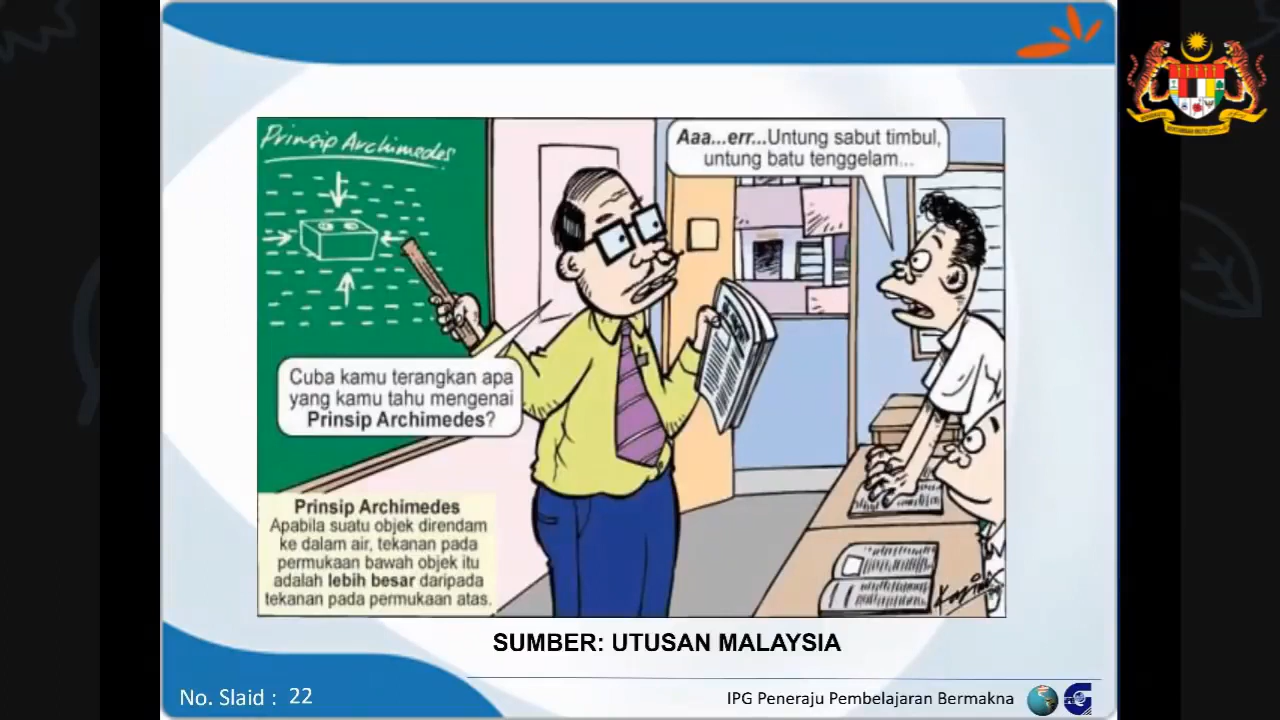 Prinsip Archimedes
Aaa...err...Untung sabut timbul,
untung batu tenggelam...
Cuba kamu terangkan apa
yang kamu tahu mengenai
Prinsip Archimedes?
Prinsip Archimedes
Apabila suatu objek direndam
ke dalam air, tekanan pada
permukaan bawah objek itu
adalah lebih besar daripada
tekanan pada permukaan atas.
SUMBER: UTUSAN MALAYSIA
No. Slaid : 22
IPG Peneraju Pembelajaran Bermakna